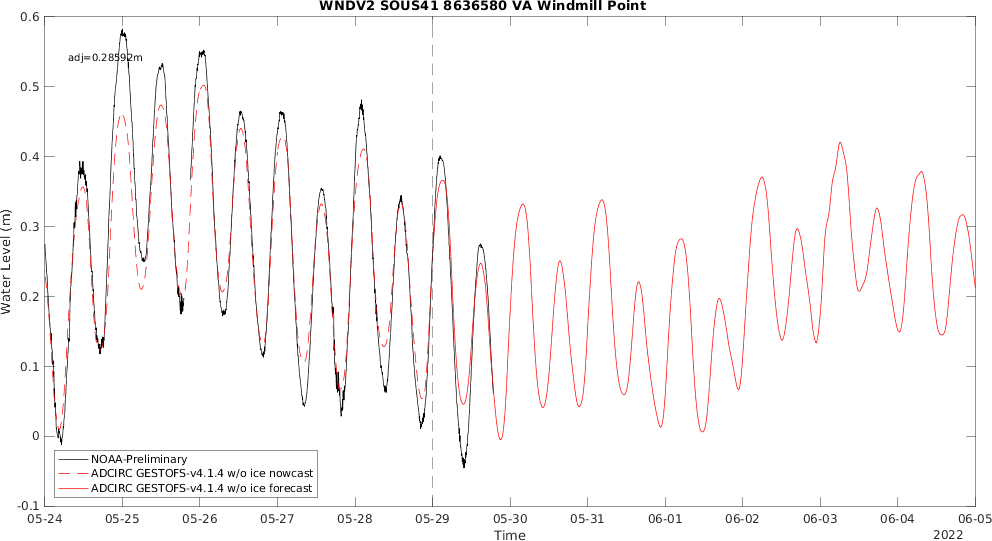 WNDV2 SOUS41 8636580 VA Windmill Point
adj=0.28592m
0.6
0.5
0.4
0.3
0.2
0.1
0
-0.1
Water Level (m)
NOAA-Preliminary
ADCIRC GESTOFS-v4.1.4 w/o ice nowcast
ADCIRC GESTOFS-v4.1.4 w/o ice forecast
05-24 05-25 05-26 05-27 05-28 05-29 05-30 05-31 06-01 06-02 06-03 06-04 06-05
Time
2022